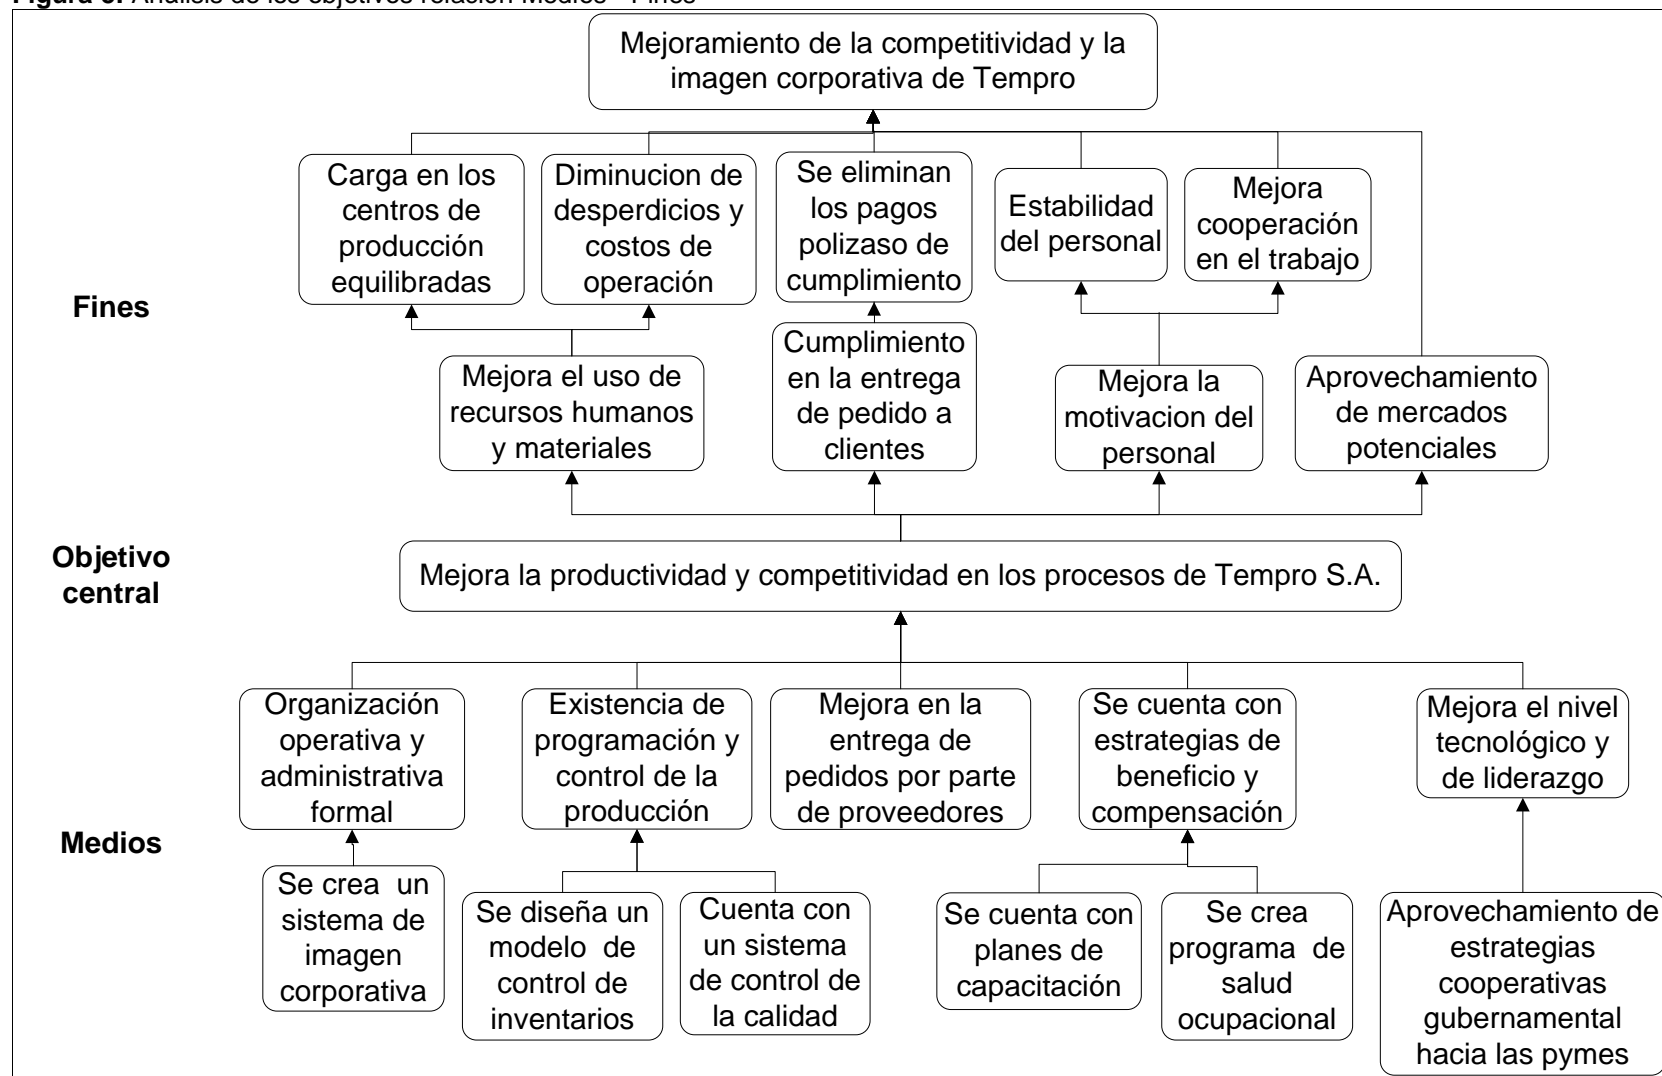 Mejoramiento de la competitividad y la
imagen corporativa de Tempro
Carga en los
centros de
producción
equilibradas
Diminucion de
desperdicios y
costos de
operación
Se eliminan
los pagos
polizaso de
cumplimiento
Estabilidad
del personal
Mejora
cooperación
en el trabajo
Fines
Mejora el uso de
recursos humanos
y materiales
Cumplimiento
en la entrega
de pedido a
clientes
Mejora la
motivacion del
personal
Aprovechamiento
de mercados
potenciales
Objetivo
central
Mejora la productividad y competitividad en los procesos de Tempro S.A.
Organización
operativa y
administrativa
formal
Existencia de
programación y
control de la
producción
Mejora en la
entrega de
pedidos por parte
de proveedores
Se cuenta con
estrategias de
beneficio y
compensación
Mejora el nivel
tecnológico y
de liderazgo
Medios
Se crea un
sistema de
imagen
corporativa
Se diseña un
modelo de
control de
inventarios
Cuenta con
un sistema
de control de
la calidad
Se cuenta con
planes de
capacitación
Se crea
programa de
salud
ocupacional
Aprovechamiento de
estrategias
cooperativas
gubernamental
hacia las pymes